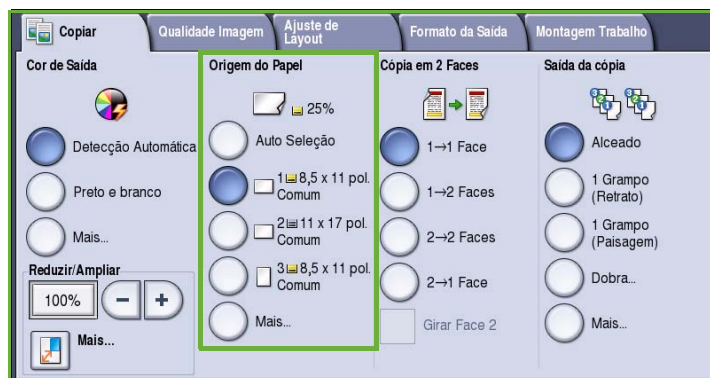 Copiar
Qualidade Imagem
Ajuste de
Layout
Formato da Saída
Montagem Trabalho
Cor de Saída
Detecção Automática
Preto e branco
Mais...
Reduzir/Ampliar
100%
Mais...
Origem do Papel
25%
Auto Seleção
1 8,5 x 11 pol.
Comum
2 11 x 17 pol.
Comum
3 8,5 x 11 pol.
Comum
Mais...
Cópia em 2 Faces
1→1 Face
1→2 Faces
2→2 Faces
2→1 Face
Girar Face 2
Saída da cópia
Alceado
1 Grampo
(Retrato)
1 Grampo
(Paisagem)
Dobra...
Mais...